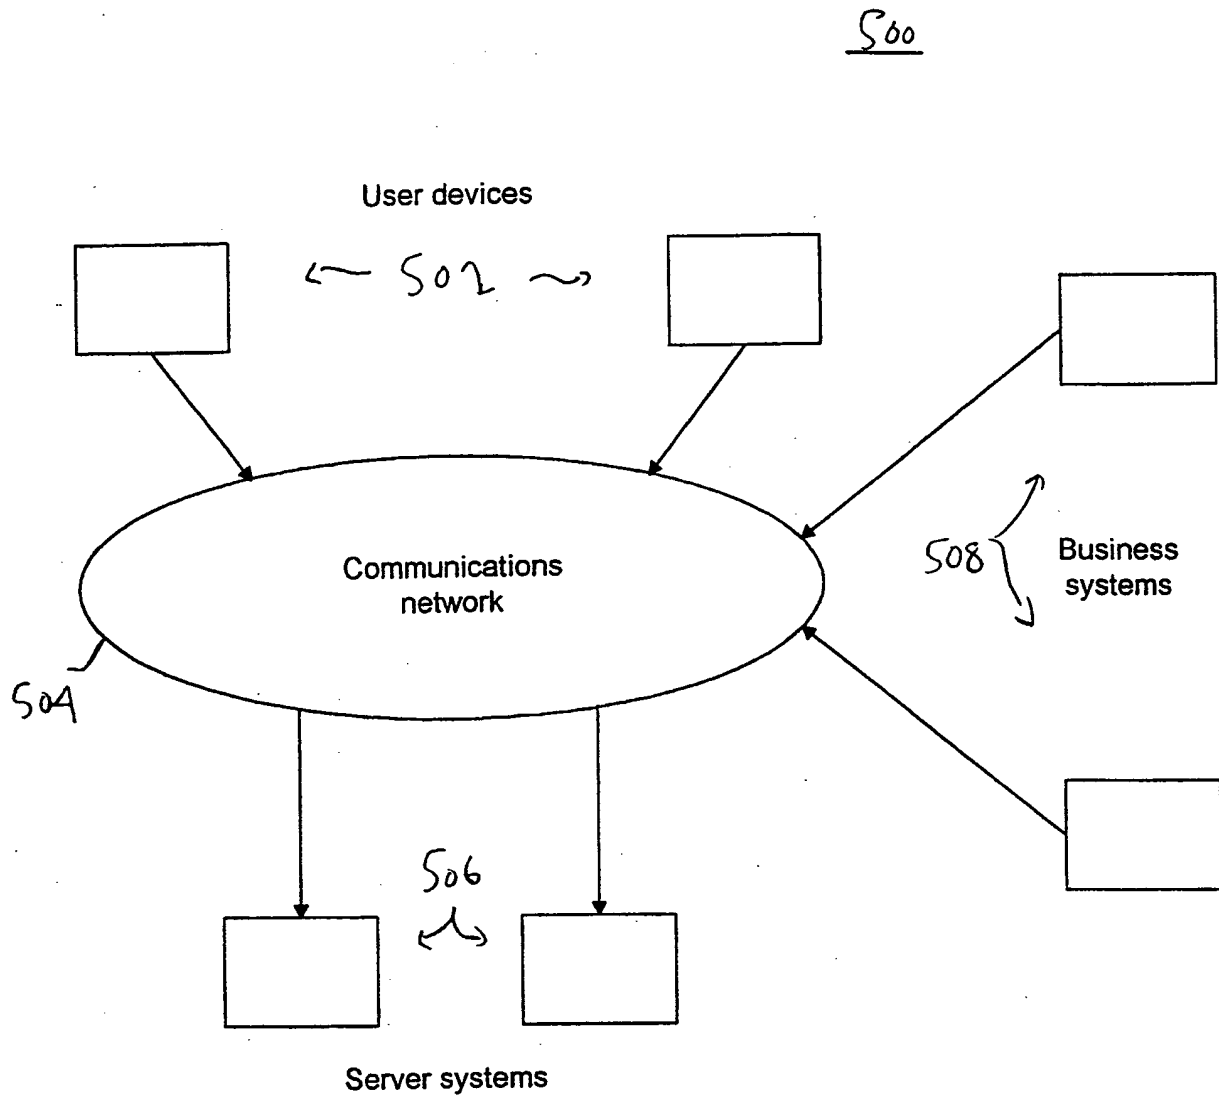 500
User devices
502
508
Business
systems
Communications
network
504
506
Server systems